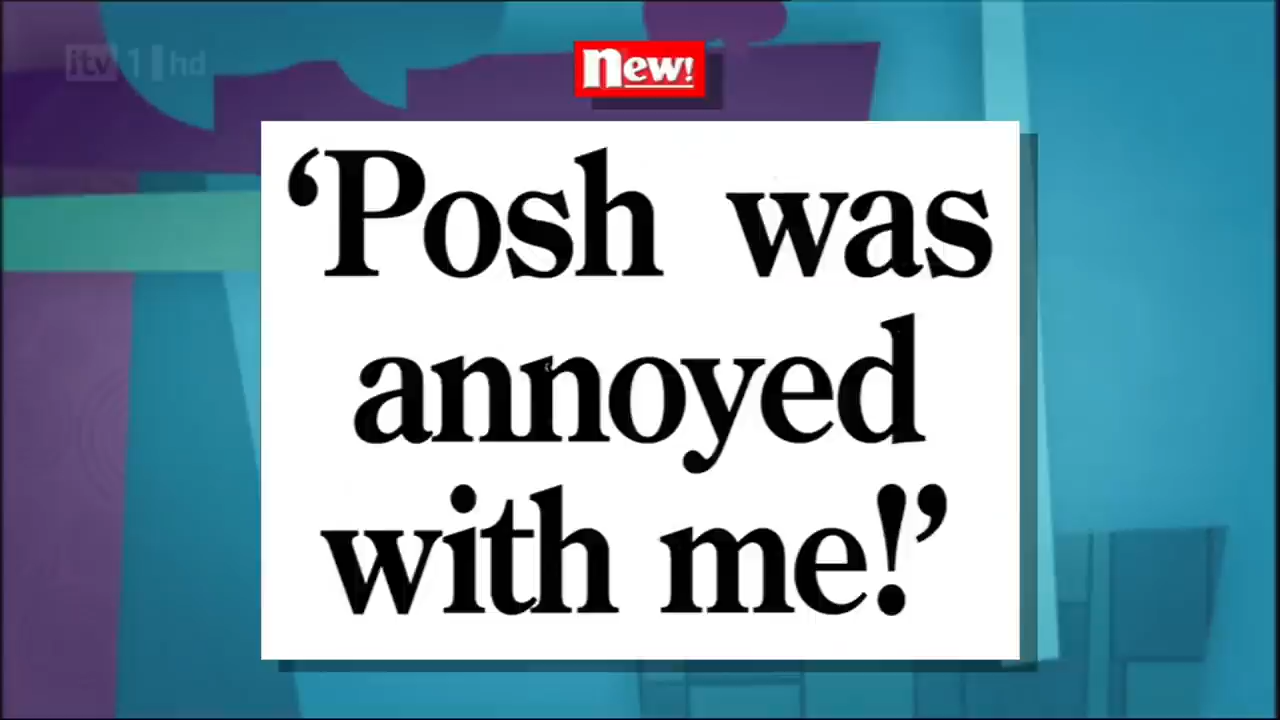 itv 1 hd
New!
‘Posh was
annoyed
with me!’